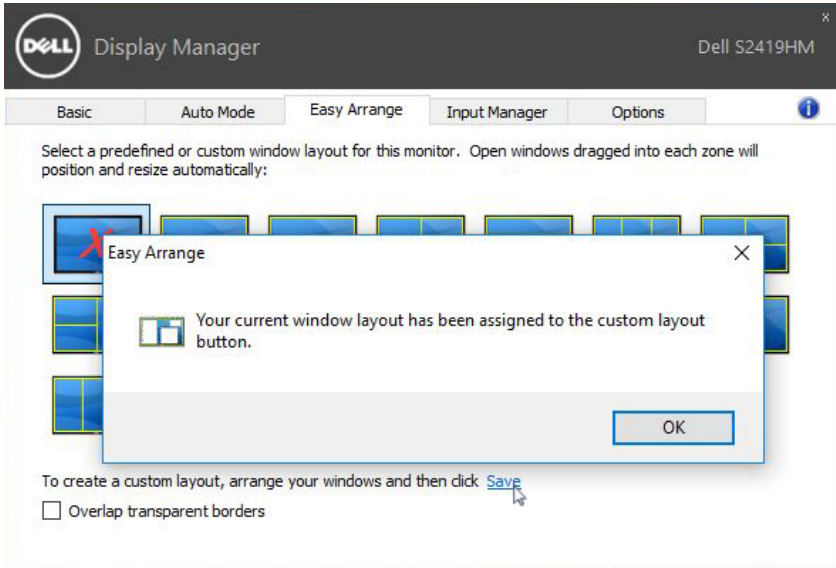 x
DELL
Display Manager
Dell S2419HM
Basic
Auto Mode
Easy Arrange
Input Manager
Options
Select a predefined or custom window layout for this monitor. Open windows dragged into each zone will
position and resize automatically:
Easy Arrange
Your current window layout has been assigned to the custom layout
button.
OK
To create a custom layout, arrange your windows and then click Save
Overlap transparent borders